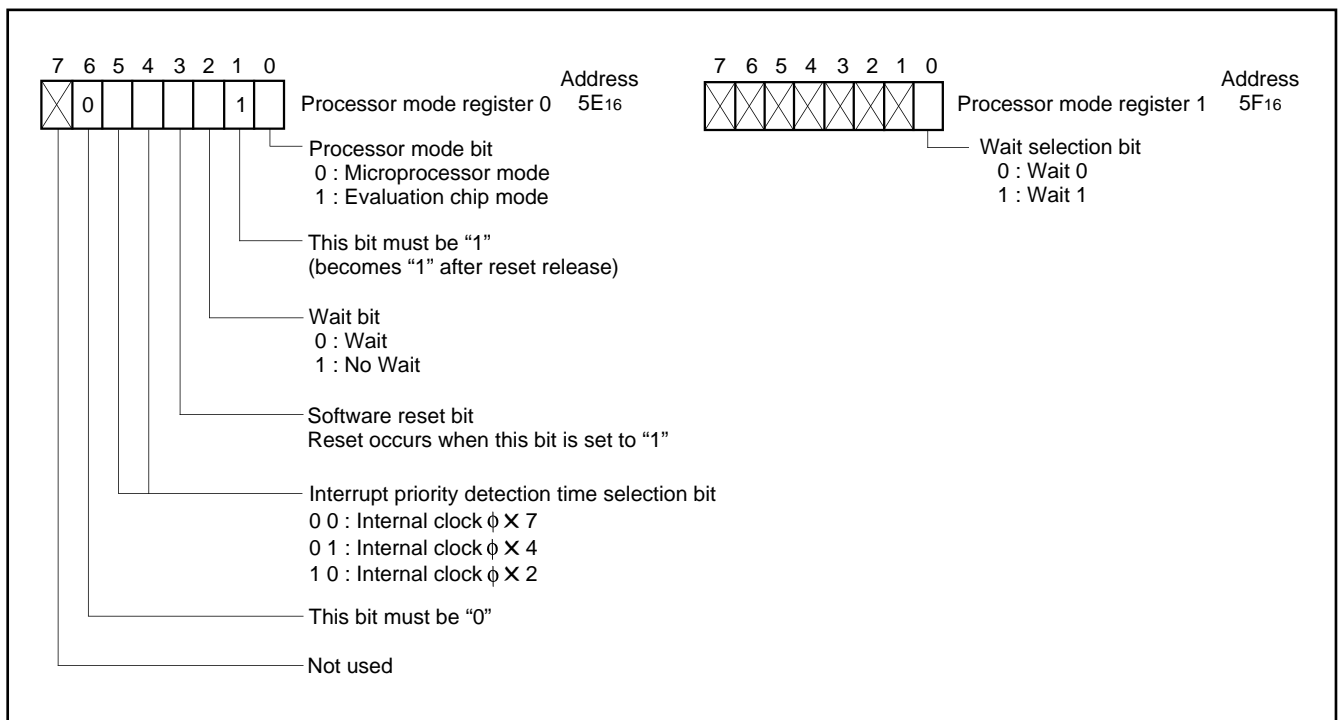 7 6 5 4 3 2 1 0
Address
0 1 Processor mode register 0 5E16
Processor mode bit
0 : Microprocessor mode
1 : Evaluation chip mode
This bit must be “1”
(becomes “1” after reset release)
Wait bit
0 : Wait
1 : No Wait
Software reset bit
Reset occurs when this bit is set to “1”
Interrupt priority detection time selection bit
0 0 : Internal clock ϕ × 7
0 1 : Internal clock ϕ × 4
1 0 : Internal clock ϕ × 2
This bit must be “0”
Not used
7 6 5 4 3 2 1 0
Address
Processor mode register 1 5F16
Wait selection bit
0 : Wait 0
1 : Wait 1